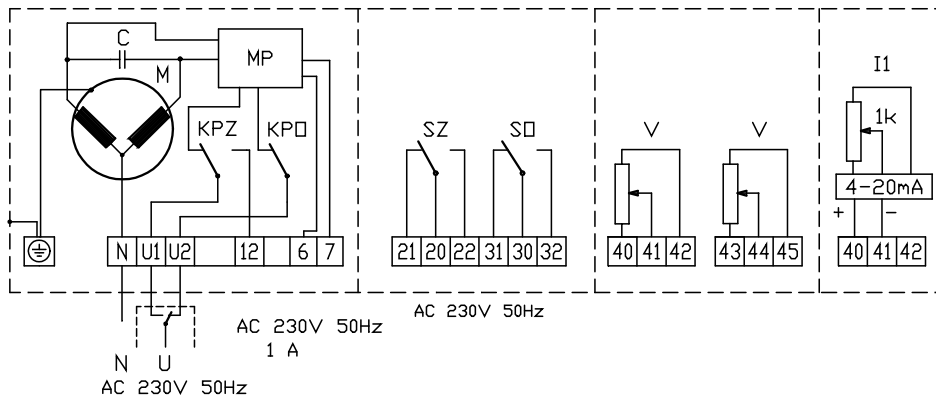 C
M
MP
KPZ
KPO
N U1 U2 12 6 7
AC 230V 50Hz
1 A
N U
AC 230V 50Hz
SZ
SO
21 20 22
31 30 32
AC 230V 50Hz
V
V
40 41 42
43 44 45
I1
1k
4-20mA
+ -
40 41 42